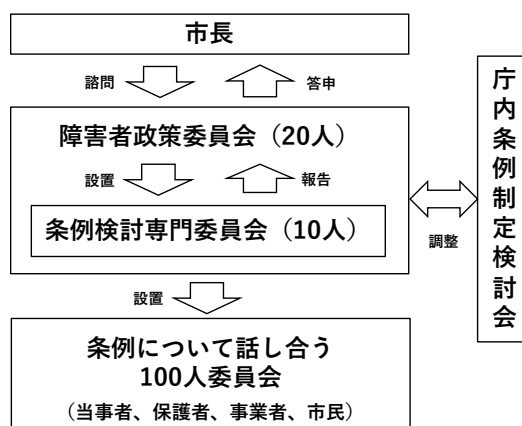 市長
諮問
答申
障害者政策委員会（20人）
設置
報告
条例検討専門委員会（10人）
調整
庁内条例制定検討会
設置
条例について話し合う
100人委員会
（当事者、保護者、事業者、市民）